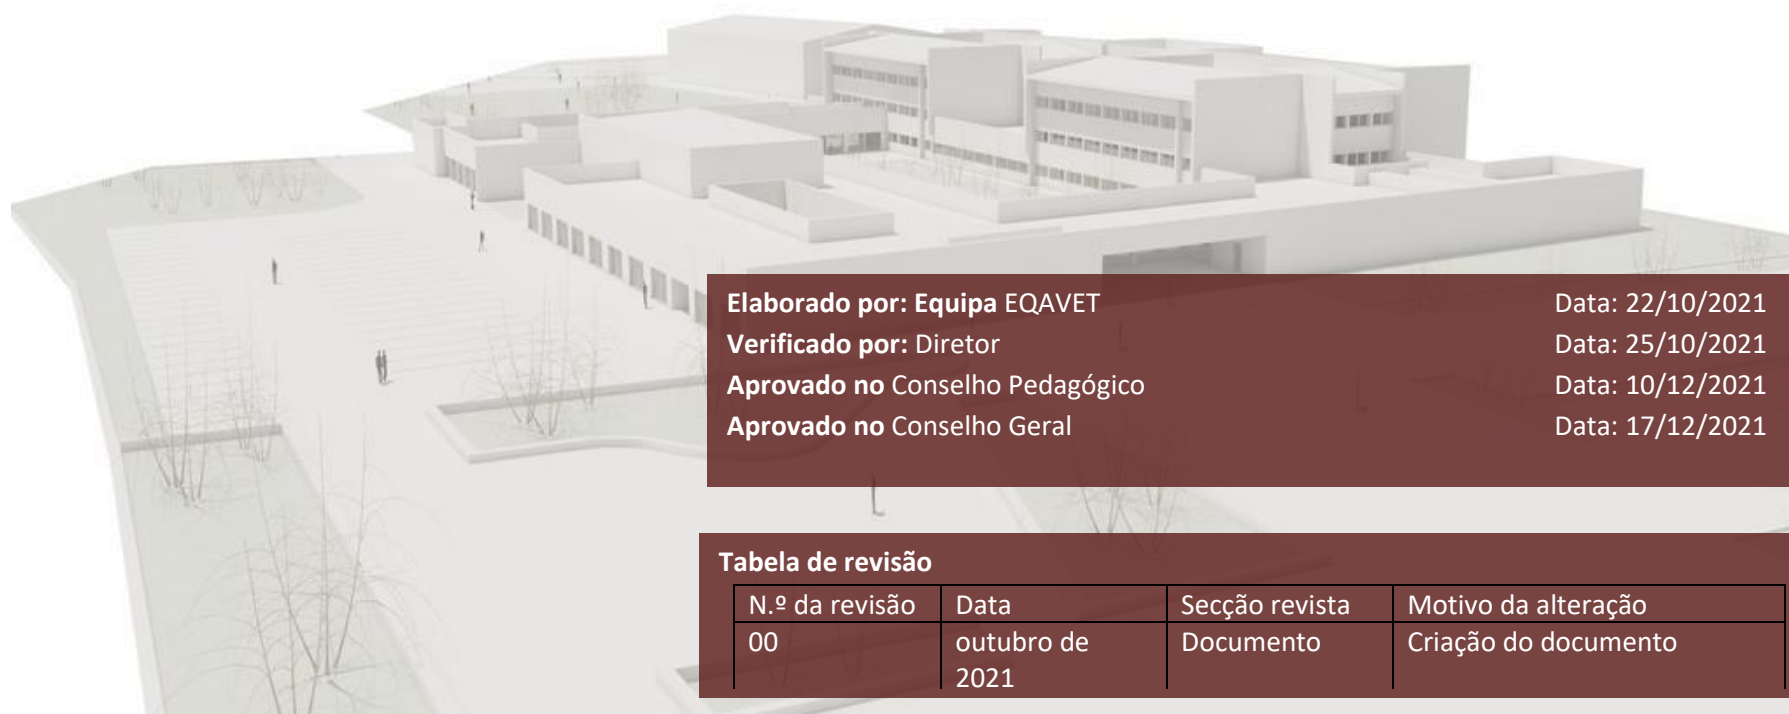 Elaborado por: Equipa EQAVET Data: 22/10/2021
Verificado por: Diretor Data: 25/10/2021
Aprovado no Conselho Pedagógico Data: 10/12/2021
Aprovado no Conselho Geral Data: 17/12/2021
Tabela de revisão
N.º da revisão Data Secção revista Motivo da alteração
00 outubro de Documento Criação do documento
2021